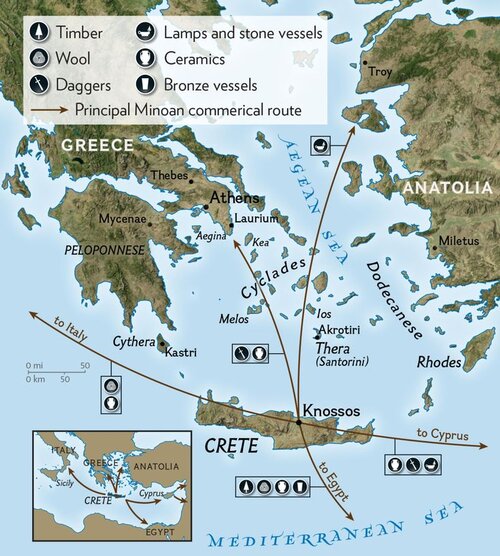 Timber
Lamps and stone vessels
Wool
Ceramics
Daggers
Bronze vessels
Principal Minoan commerical route
Troy
GREECE
AEGEAN SEA
ANATOLIA
Thebes
Athens
Mycenae
Laurium
Aegina
Kea
PELOPONNESE
Miletus
Cyclades
Dodecanese
Melos
Ios
Akrotiri
Thera
(Santorini)
to Italy
Cythera
Kastri
Rhodes
0 mi 50
0 km 50
Knossos
CRETE
to Cyprus
to Egypt
ITALY
GREECE
ANATOLIA
Sicily
CRETE
Cyprus
EGYPT
MEDITERRANEAN SEA